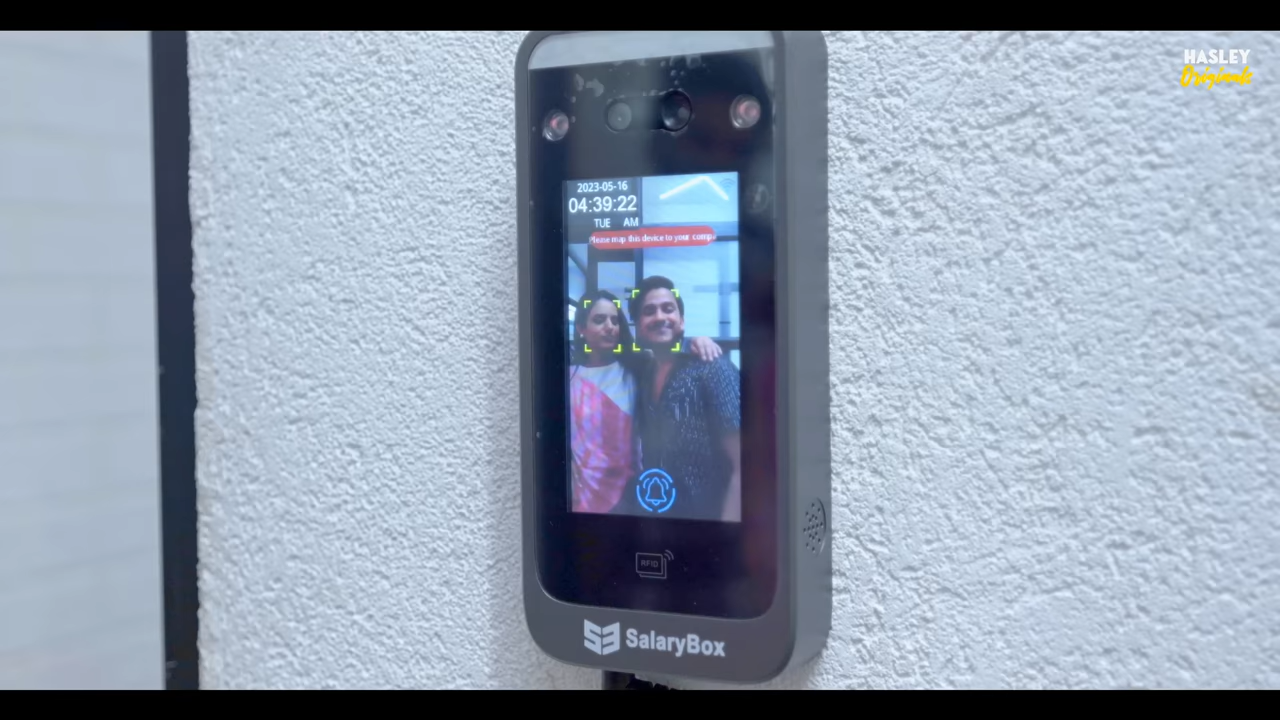 HASLEY
Originals
2023-05-16
04:39:22
TUE AM
Please map this device to your comp
RFID
SalaryBox